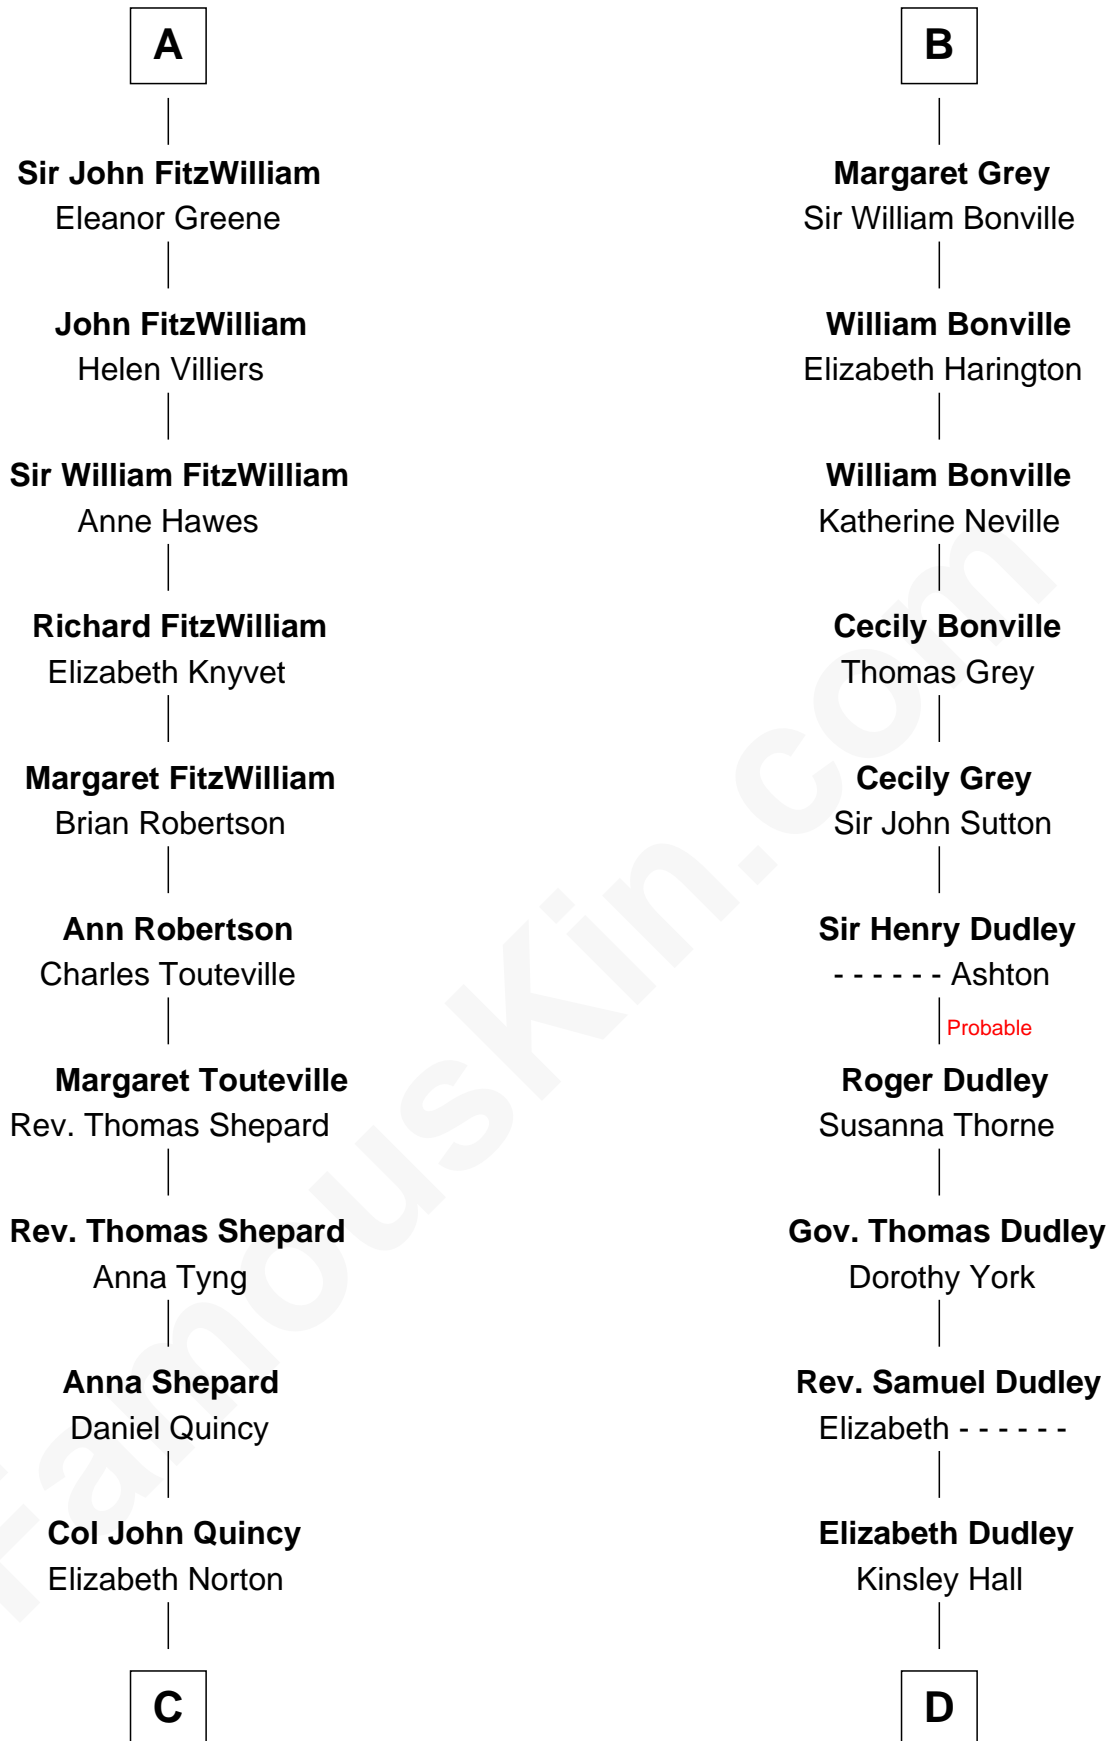 A
Sir John FitzWilliam
Eleanor Greene
John FitzWilliam
Helen Villiers
Sir William FitzWilliam
Anne Hawes
Richard FitzWilliam
Elizabeth Knyvet
Margaret FitzWilliam
Brian Robertson
Ann Robertson
Charles Touteville
Margaret Touteville
Rev. Thomas Shepard
Rev. Thomas Shepard
Anna Tyng
Anna Shepard
Daniel Quincy
Col John Quincy
Elizabeth Norton
C
B
Margaret Grey
Sir William Bonville
William Bonville
Elizabeth Harington
William Bonville
Katherine Neville
Cecily Bonville
Thomas Grey
Cecily Grey
Sir John Sutton
Sir Henry Dudley
- - - - - - Ashton
Probable
Roger Dudley
Susanna Thorne
Gov. Thomas Dudley
Dorothy York
Rev. Samuel Dudley
Elizabeth - - - - - -
Elizabeth Dudley
Kinsley Hall
D
FamousKin.com